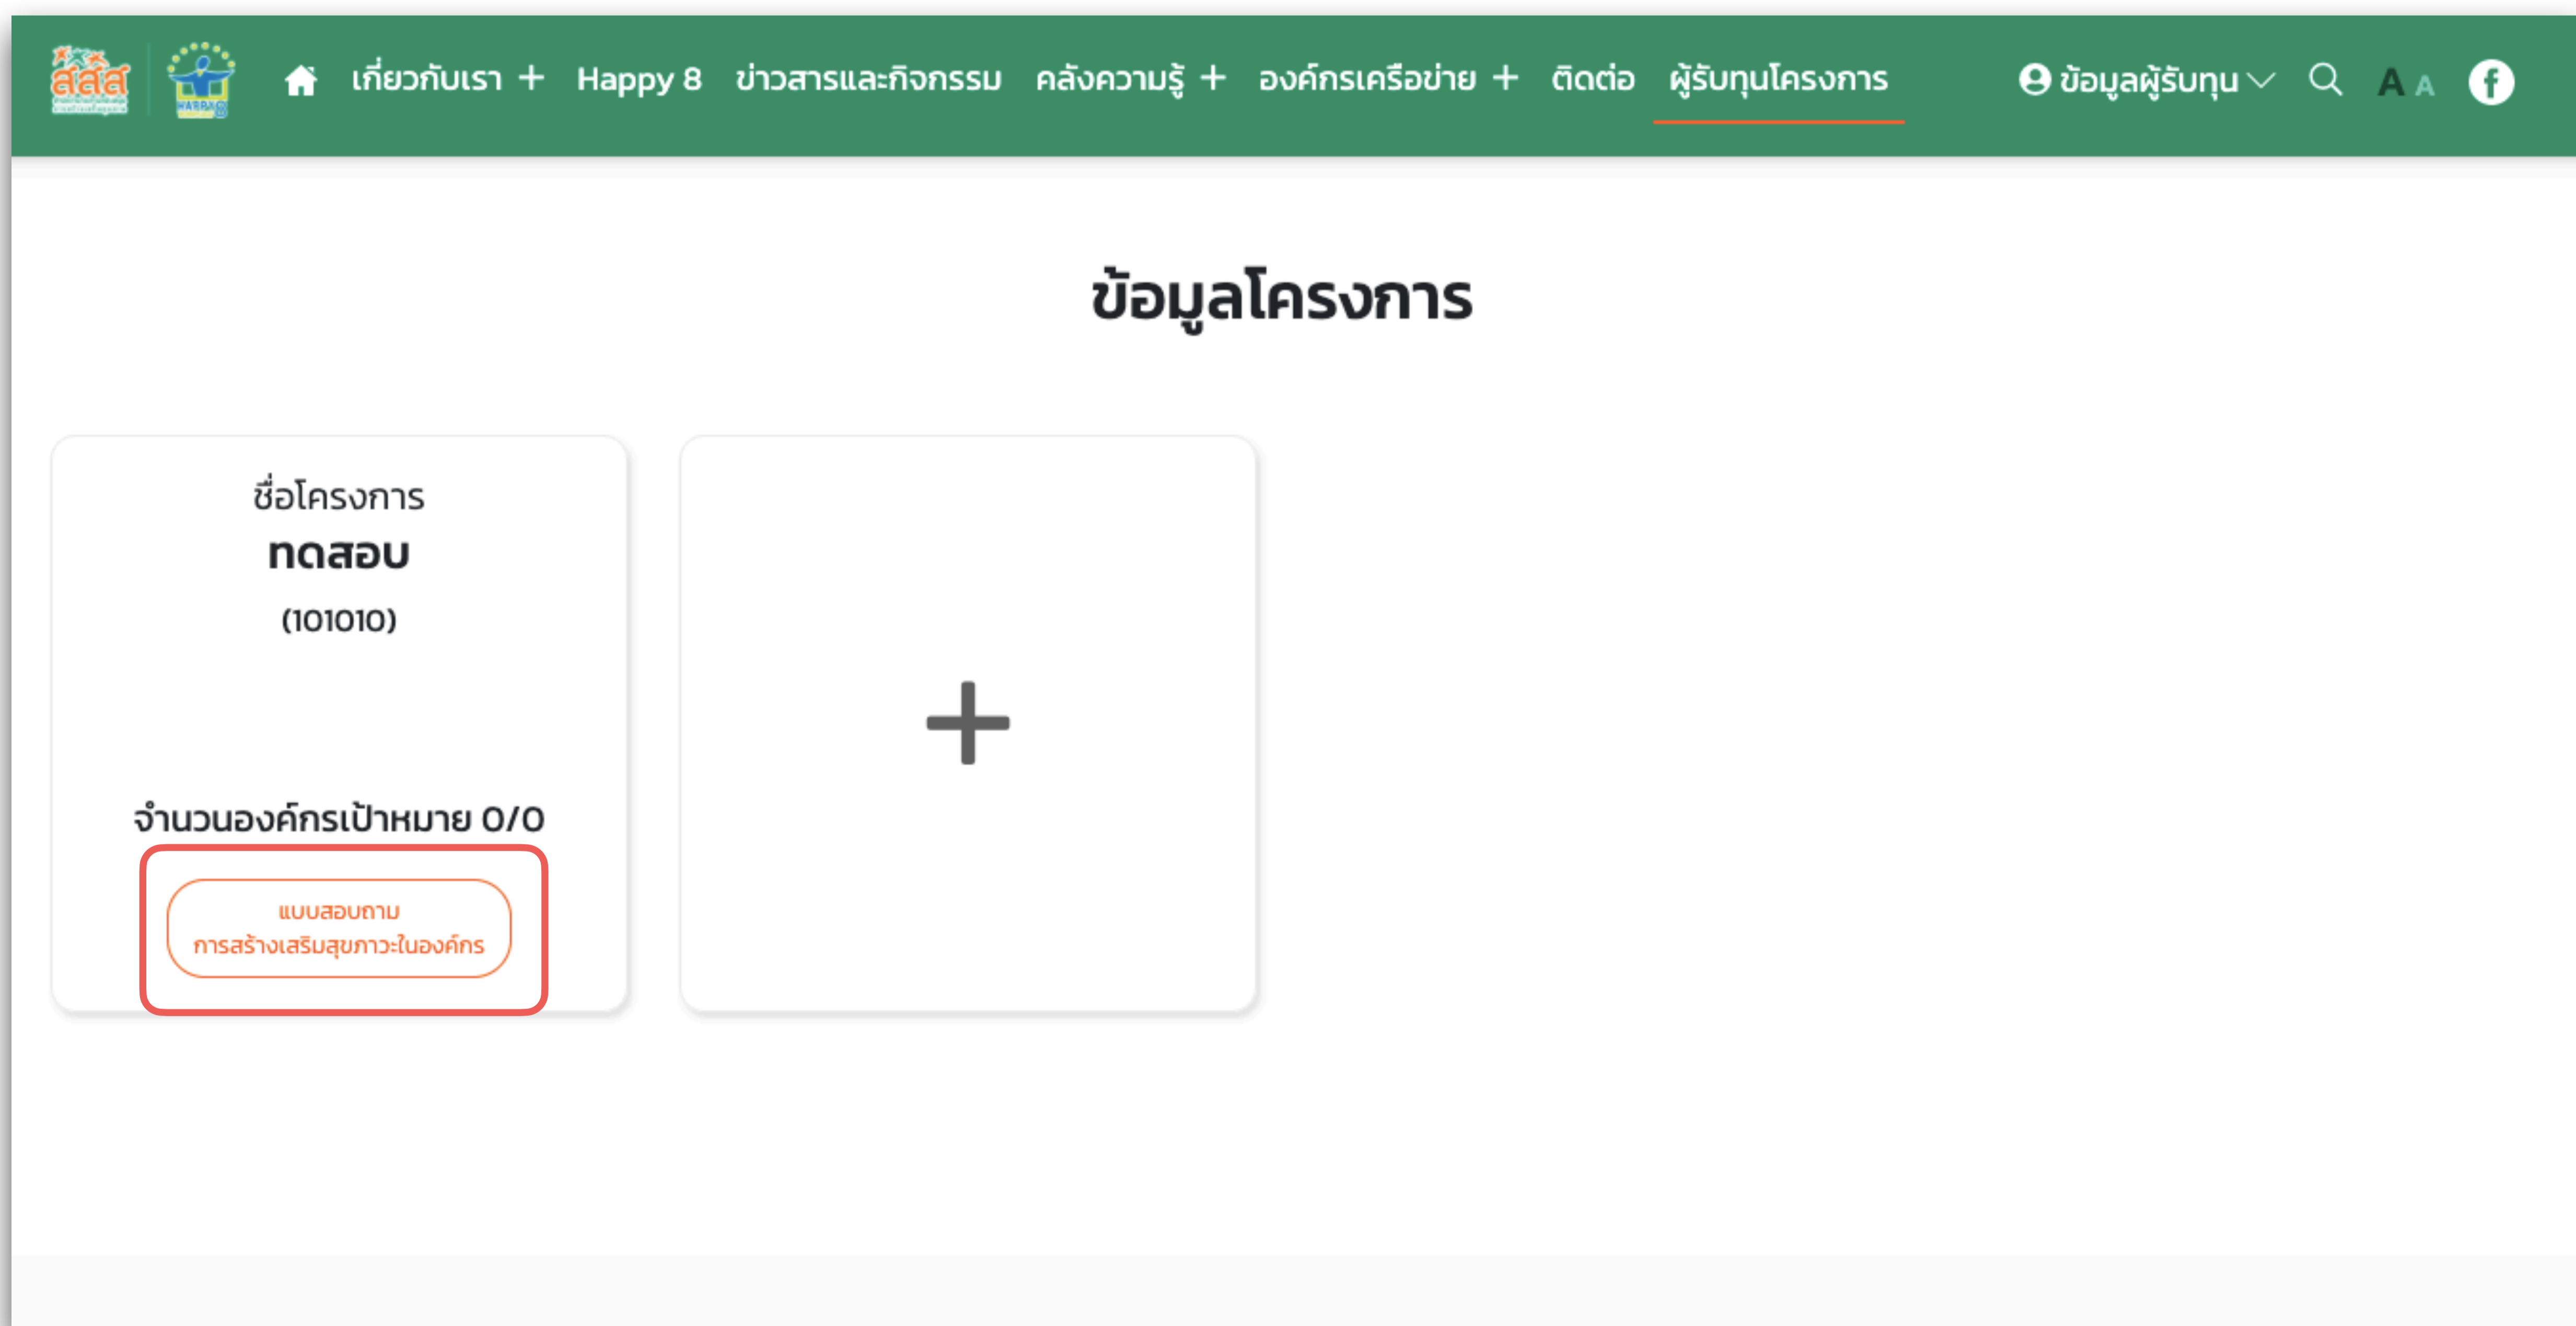 สสส
HAPPY 8
เกี่ยวกับเรา + Happy 8 ข่าวสารและกิจกรรม คลังความรู้ + องค์กรเครือข่าย + ติดต่อ ผู้รับทุนโครงการ ข้อมูลผู้รับทุน A A f
ข้อมูลโครงการ
ชื่อโครงการ
ทดสอบ
(101010)
จำนวนองค์กรเป้าหมาย 0/0
แบบสอบถาม
การสร้างเสริมสุขภาวะในองค์กร